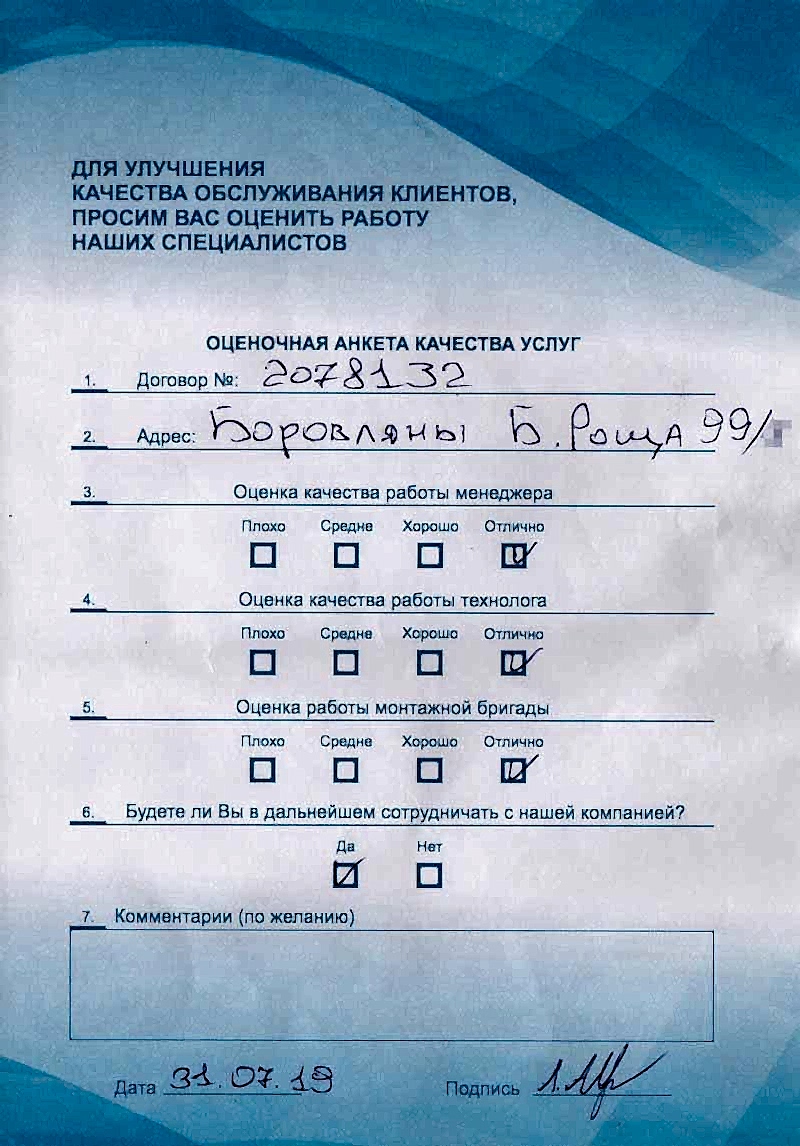 ДЛЯ УЛУЧШЕНИЯ
КАЧЕСТВА ОБСЛУЖИВАНИЯ КЛИЕНТОВ,
ПРОСИМ ВАС ОЦЕНИТЬ РАБОТУ
НАШИХ СПЕЦИАЛИСТОВ
ОЦЕНОЧНАЯ АНКЕТА КАЧЕСТВА УСЛУГ
1. Договор №: 2078132
2. Адрес: Боровляны Б. Роща 99/
3. Оценка качества работы менеджера
Плохо Средне Хорошо Отлично
4. Оценка качества работы технолога
Плохо Средне Хорошо Отлично
5. Оценка работы монтажной бригады
Плохо Средне Хорошо Отлично
6. Будете ли Вы в дальнейшем сотрудничать с нашей компанией?
Да Нет
7. Комментарии (по желанию)
Дата 31.07.19 Подпись